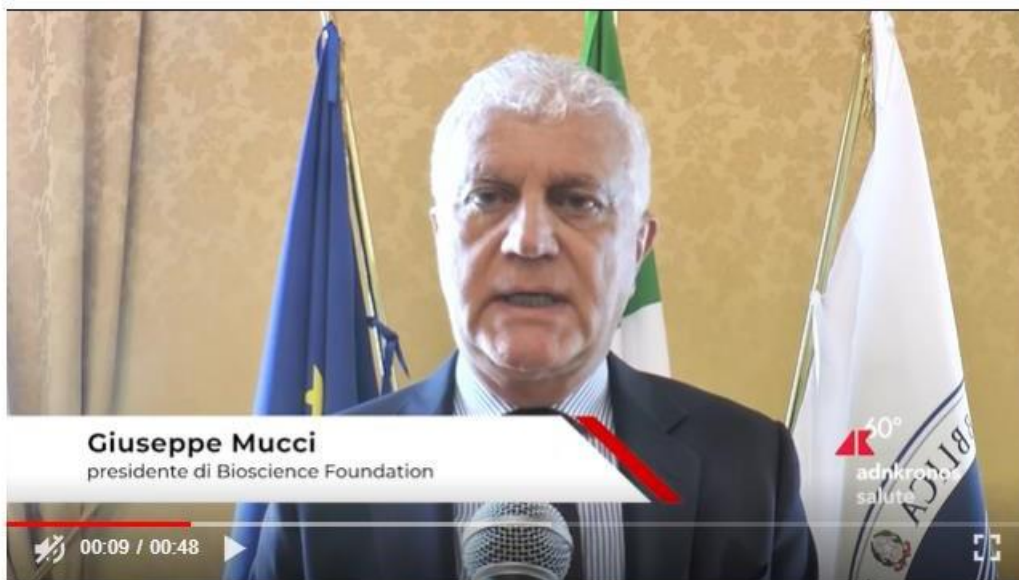 Giuseppe Mucci
presidente di Bioscience Foundation
60°
adnkronos
salute
00:09 / 00:48